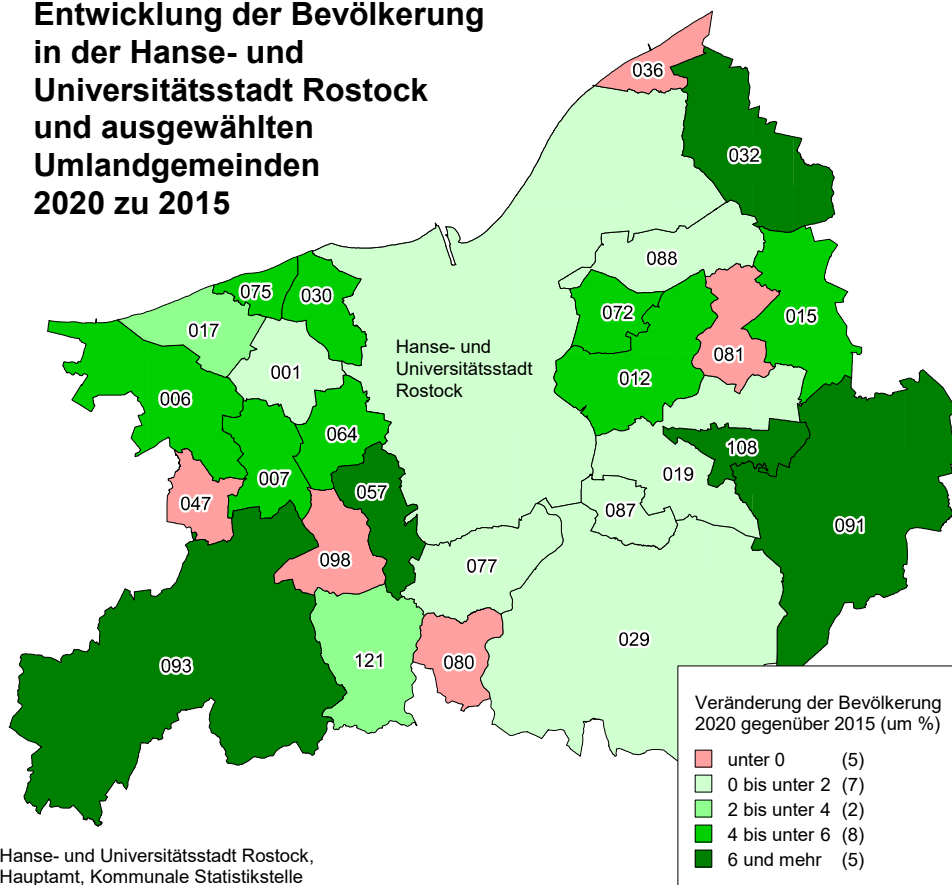 Entwicklung der Bevölkerung
in der Hanse- und
Universitätsstadt Rostock
und ausgewählten
Umlandgemeinden
2020 zu 2015
036
032
088
075
030
072
015
017
081
001
012
Hanse- und
Universitätsstadt
Rostock
006
064
108
007
057
019
047
087
091
098
077
093
121
080
029
Veränderung der Bevölkerung
2020 gegenüber 2015 (um %)
unter 0 (5)
0 bis unter 2 (7)
2 bis unter 4 (2)
4 bis unter 6 (8)
6 und mehr (5)
Hanse- und Universitätsstadt Rostock,
Hauptamt, Kommunale Statistikstelle